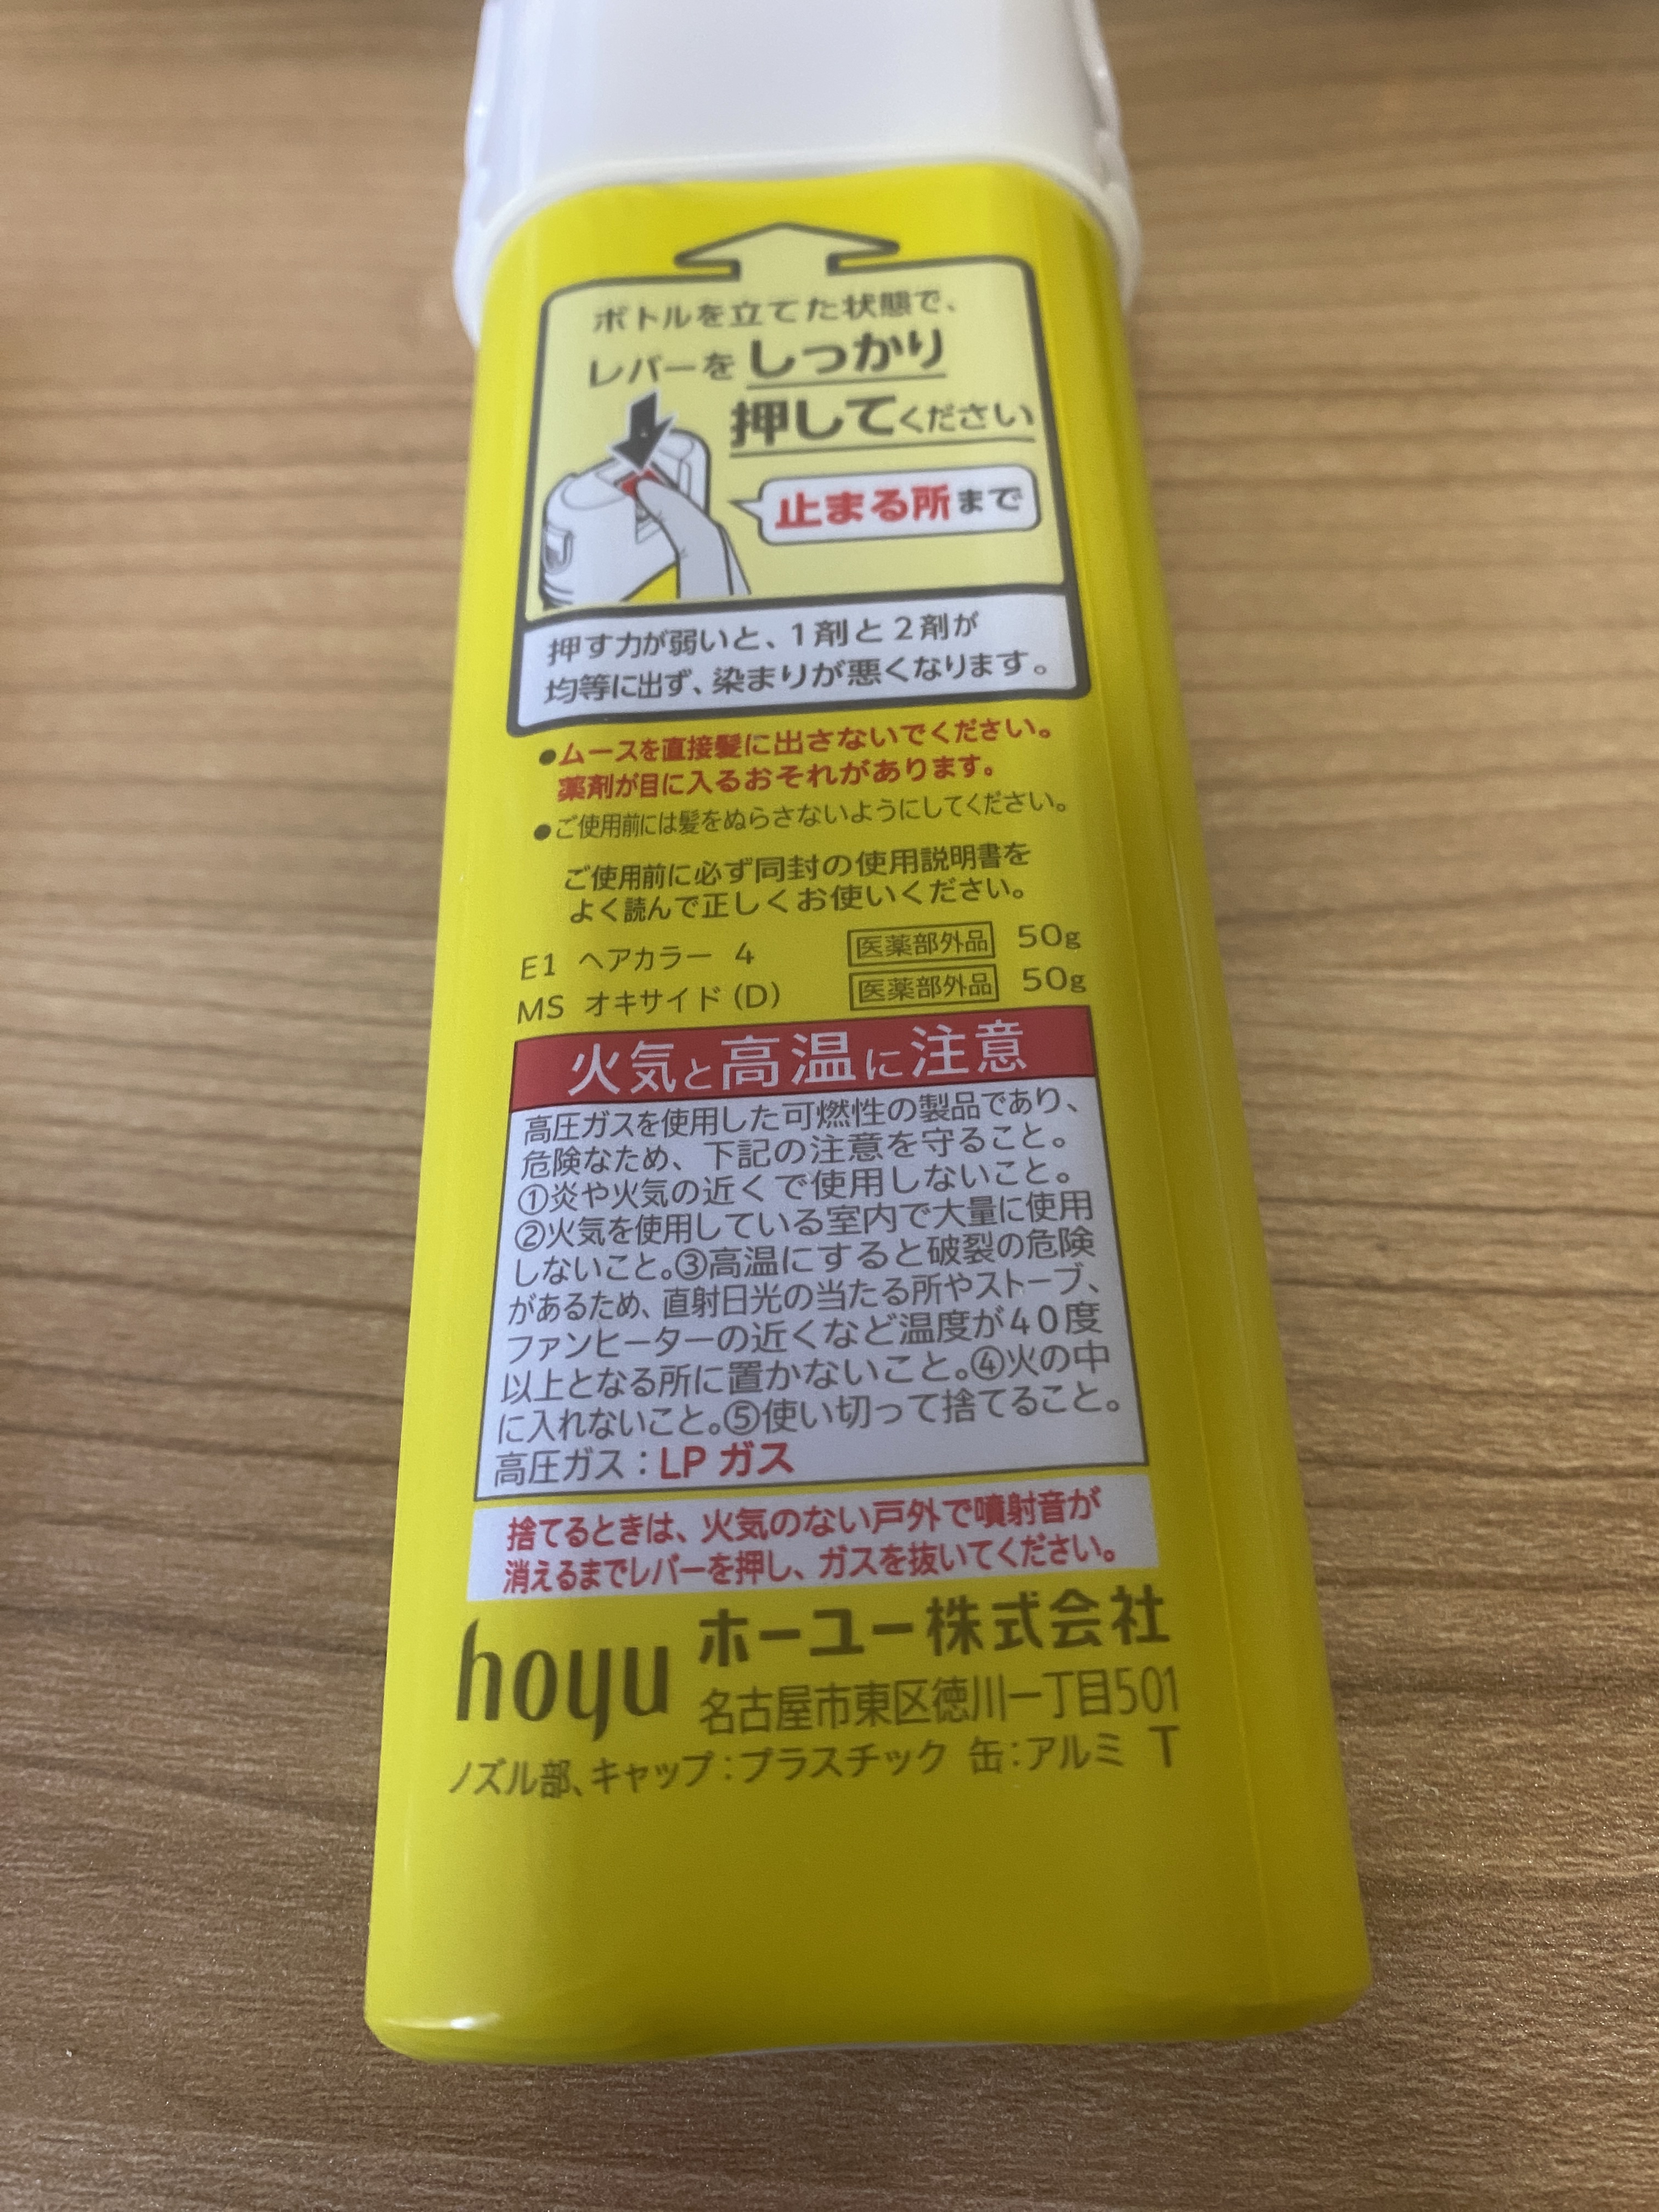 ボトルを立てた状態で、
レバーをしっかり
押してください
止まる所まで
押す力が弱いと、1剤と2剤が
均等に出ず、染まりが悪くなります。
●ムースを直接髪に出さないでください。
薬剤が目に入るおそれがあります。
●ご使用前には髪をぬらさないようにしてください。
ご使用前に必ず同封の使用説明書を
よく読んで正しくお使いください。
E1 ヘアカラー 4 医薬部外品 50g
MS オキサイド(D) 医薬部外品 50g
火気と高温に注意
高圧ガスを使用した可燃性の製品であり、
危険なため、下記の注意を守ること。
①炎や火気の近くで使用しないこと。
②火気を使用している室内で大量に使用
しないこと。③高温にすると破裂の危険
があるため、直射日光の当たる所やストーブ、
ファンヒーターの近くなど温度が40度
以上となる所に置かないこと。④火の中
に入れないこと。⑤使い切って捨てること。
高圧ガス：LPガス
捨てるときは、火気のない戸外で噴射音が
消えるまでレバーを押し、ガスを抜いてください。
hoyu ホーユー株式会社
名古屋市東区徳川一丁目501
ノズル部、キャップ：プラスチック 缶：アルミ T